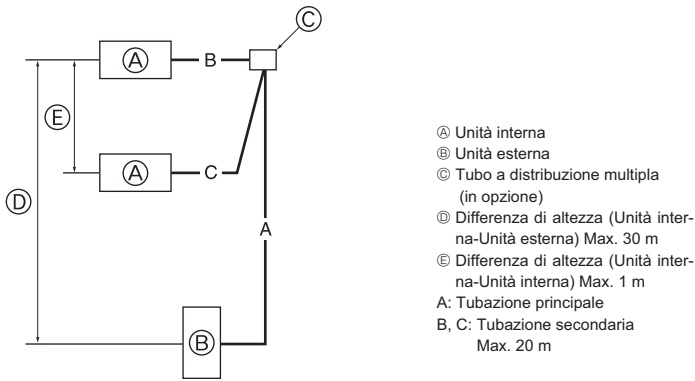 Ⓒ
Ⓐ B
Ⓔ
Ⓐ C
Ⓓ
A
Ⓑ
Ⓐ Unità interna
Ⓑ Unità esterna
Ⓒ Tubo a distribuzione multipla
(in opzione)
Ⓓ Differenza di altezza (Unità inter-
na-Unità esterna) Max. 30 m
Ⓔ Differenza di altezza (Unità inter-
na-Unità interna) Max. 1 m
A: Tubazione principale
B, C: Tubazione secondaria
Max. 20 m